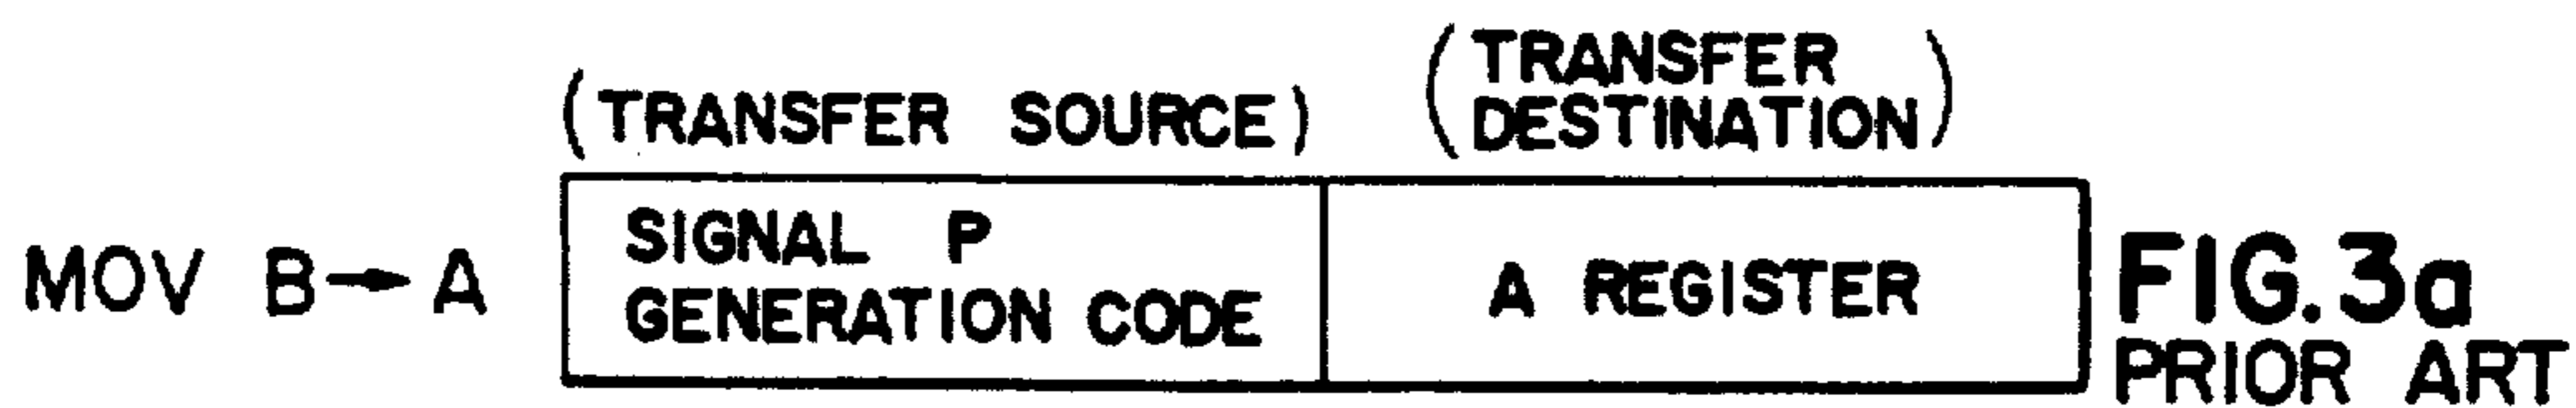 (TRANSFER SOURCE)
(TRANSFER
DESTINATION)
MOV B→A
SIGNAL P
GENERATION CODE
A REGISTER
FIG.3a
PRIOR ART